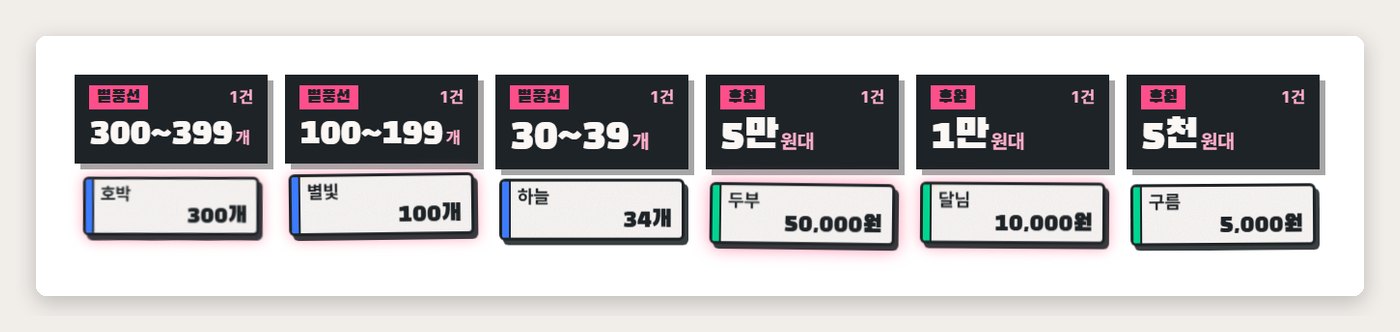 별풍선 1건
300~399개
호박
300개
별풍선 1건
100~199개
별빛
100개
별풍선 1건
30~39개
하늘
34개
후원 1건
5만원대
두부
50,000원
후원 1건
1만원대
달님
10,000원
후원 1건
5천원대
구름
5,000원